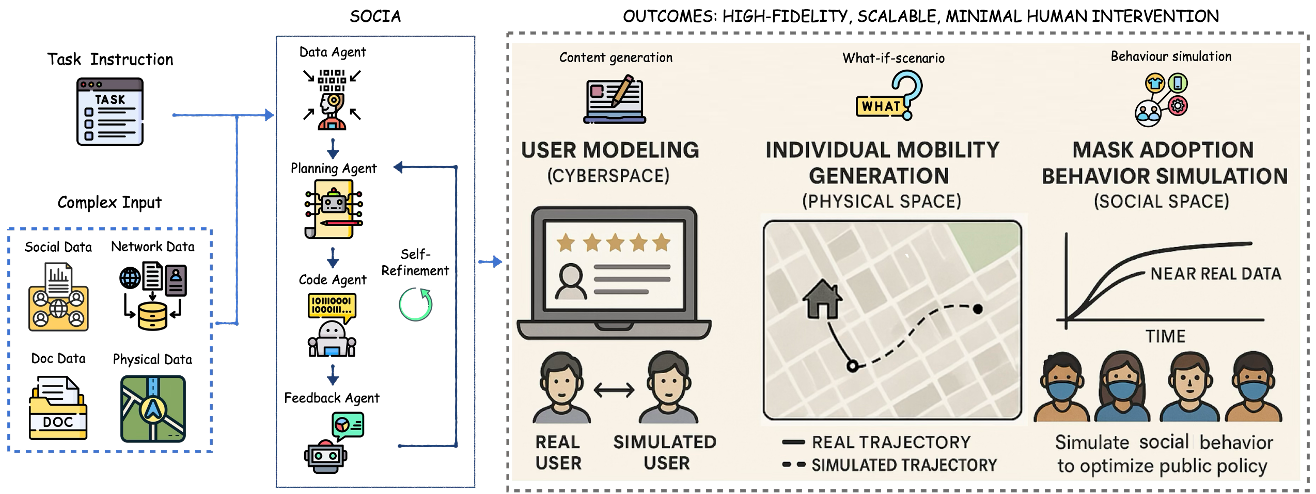 SOCIA
OUTCOMES: HIGH-FIDELITY, SCALABLE, MINIMAL HUMAN INTERVENTION
Task Instruction
TASK
Complex Input
Social Data
Network Data
Doc Data
Physical Data
DOC
Data Agent
Planning Agent
Code Agent
101110001
1000111...
Feedback Agent
Self-
Refinement
Content generation
USER MODELING
(CYBERSPACE)
REAL
USER
SIMULATED
USER
What-if-scenario
WHAT
INDIVIDUAL MOBILITY
GENERATION
(PHYSICAL SPACE)
REAL TRAJECTORY
SIMULATED TRAJECTORY
Behaviour simulation
MASK ADOPTION
BEHAVIOR SIMULATION
(SOCIAL SPACE)
NEAR REAL DATA
TIME
Simulate social behavior
to optimize public policy